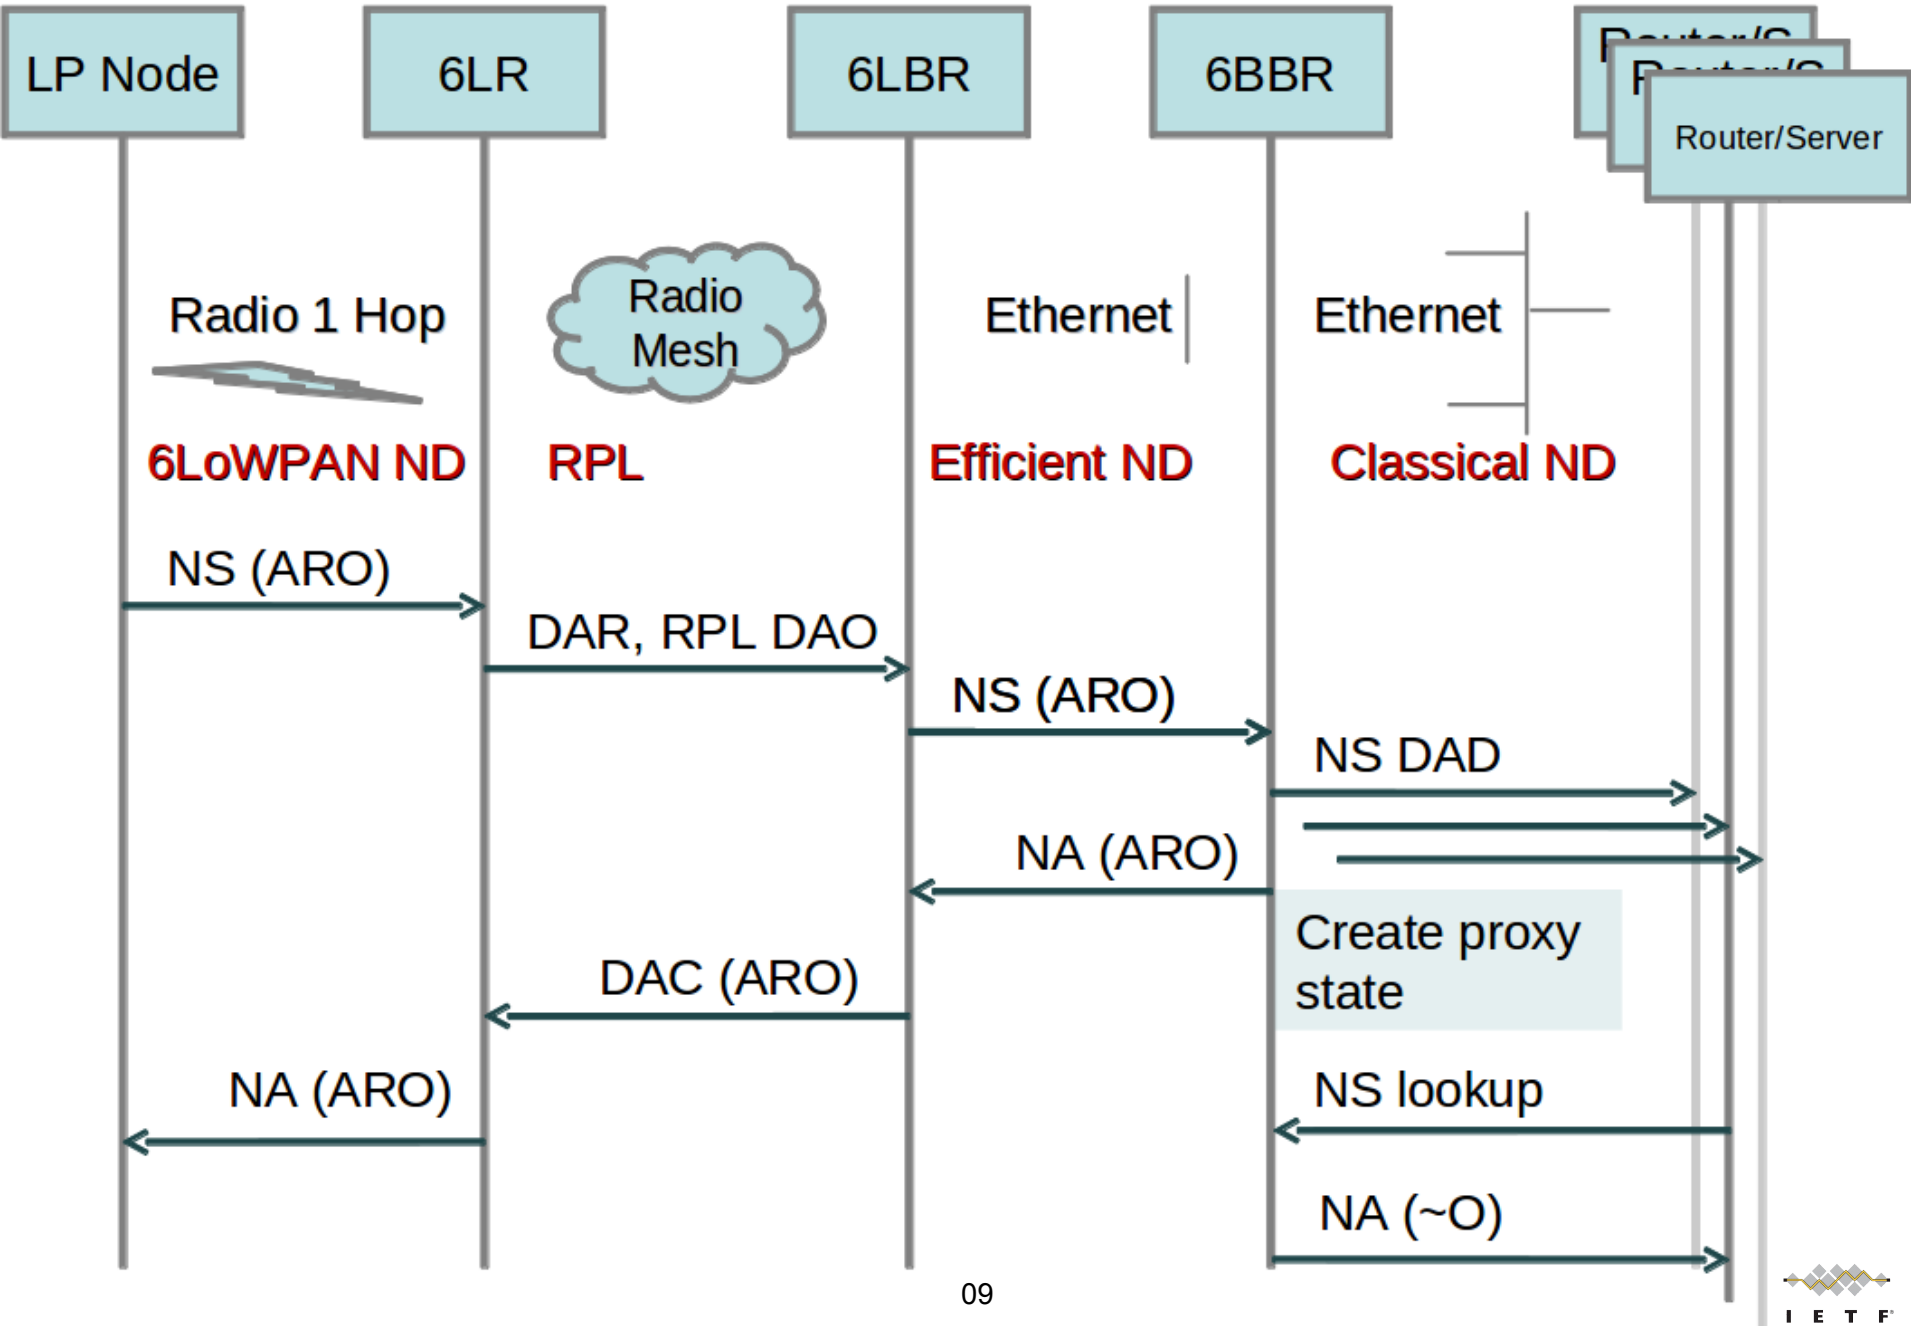 LP Node
6LR
6LBR
6BBR
Router/S
Router/S
Router/Server
Radio 1 Hop
Radio
Mesh
Ethernet
Ethernet
6LoWPAN ND
RPL
Efficient ND
Classical ND
NS (ARO)
DAR, RPL DAO
NS (ARO)
NS DAD
NA (ARO)
Create proxy
state
DAC (ARO)
NA (ARO)
NS lookup
NA (~O)
09
I E T F